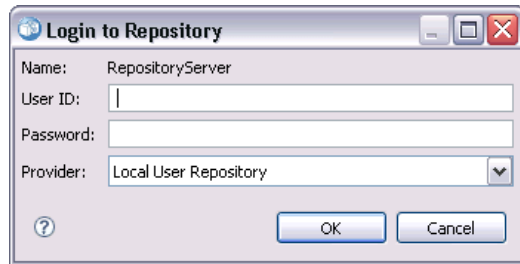 Login to Repository
Name: RepositoryServer
User ID:
Password:
Provider: Local User Repository
? OK Cancel